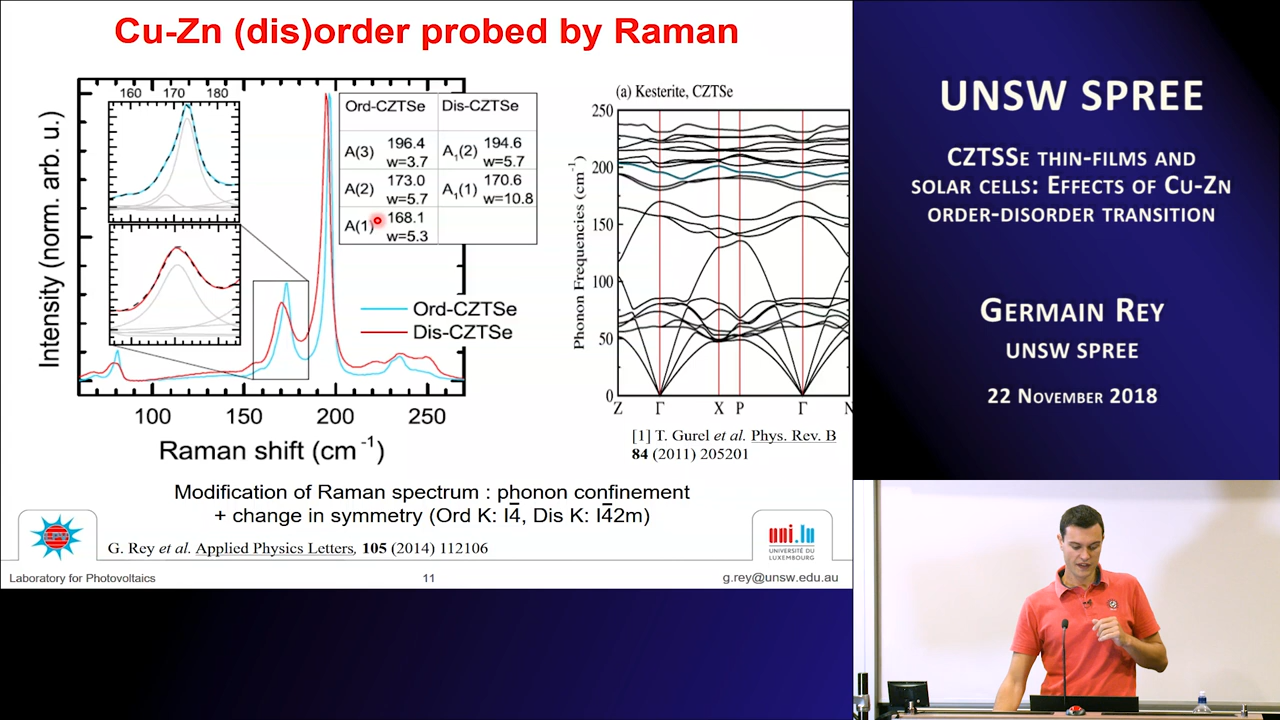 Cu-Zn (dis)order probed by Raman
160 170 180
Ord-CZTSe Dis-CZTSe
A(3) 196.4 w=3.7 A₁(2) 194.6 w=5.7
A(2) 173.0 w=5.7 A₁(1) 170.6 w=10.8
A(1) 168.1 w=5.3
Ord-CZTSe
Dis-CZTSe
Intensity (norm. arb. u.)
100 150 200 250
Raman shift (cm⁻¹)
(a) Kesterite, CZTSe
Phonon Frequencies (cm⁻¹)
250
200
150
100
50
0
Z Γ X P Γ N
[1] T. Gurel et al. Phys. Rev. B
84 (2011) 205201
Modification of Raman spectrum : phonon confinement
+ change in symmetry (Ord K: I4̅, Dis K: I4̅2m)
G. Rey et al. Applied Physics Letters, 105 (2014) 112106
LPV
uni.lu
UNIVERSITÉ DU
LUXEMBOURG
Laboratory for Photovoltaics 11 g.rey@unsw.edu.au
UNSW SPREE
CZTSSe thin-films and
solar cells: Effects of Cu-Zn
order-disorder transition
Germain Rey
UNSW SPREE
22 November 2018